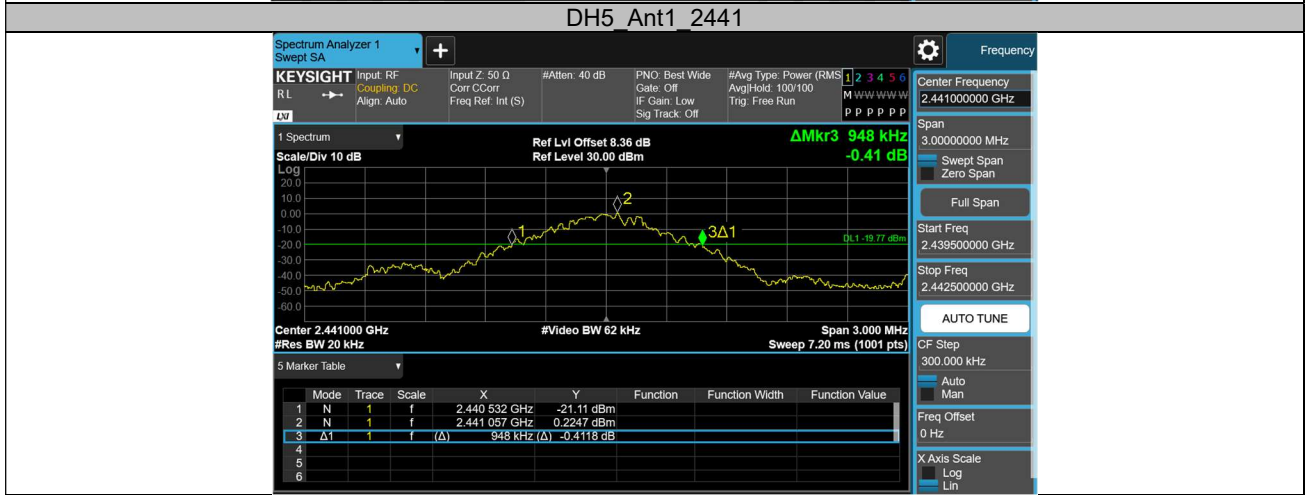 DH5_Ant1_2441
Spectrum Analyzer 1
Swept SA
Frequency
KEYSIGHT Input: RF Input Z: 50 Ω #Atten: 40 dB PNO: Best Wide #Avg Type: Power (RMS 1 2 3 4 5 6
RL Coupling: DC Corr CCorr Gate: Off Avg|Hold: 100/100 M W W W W W
Align: Auto Freq Ref: Int (S) IF Gain: Low Trig: Free Run
LXI Sig Track: Off P P P P P P
1 Spectrum Ref Lvl Offset 8.36 dB ΔMkr3 948 kHz
Scale/Div 10 dB Ref Level 30.00 dBm -0.41 dB
Log
20.0
10.0
0.00
-10.0
-20.0
-30.0
-40.0
-50.0
-60.0
1
2
3Δ1
DL1 -19.77 dBm
Center 2.441000 GHz #Video BW 62 kHz Span 3.000 MHz
#Res BW 20 kHz Sweep 7.20 ms (1001 pts)
5 Marker Table
Mode Trace Scale X Y Function Function Width Function Value
1 N 1 f 2.440 532 GHz -21.11 dBm
2 N 1 f 2.441 057 GHz 0.2247 dBm
3 Δ1 1 f (Δ) 948 kHz (Δ) -0.4118 dB
4
5
6
Center Frequency
2.441000000 GHz
Span
3.00000000 MHz
Swept Span
Zero Span
Full Span
Start Freq
2.439500000 GHz
Stop Freq
2.442500000 GHz
AUTO TUNE
CF Step
300.000 kHz
Auto
Man
Freq Offset
0 Hz
X Axis Scale
Log
Lin